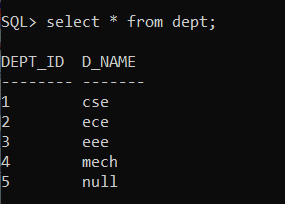 SQL> select * from dept;
DEPT_ID  D_NAME
-------- -------
1        cse
2        ece
3        eee
4        mech
5        null